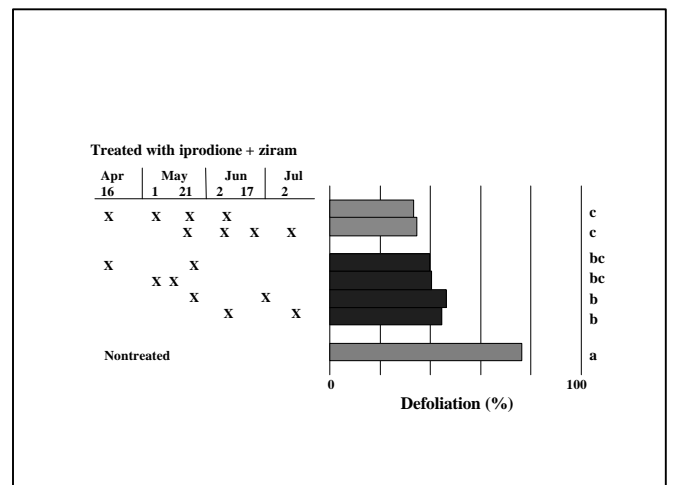 Treated with iprodione + ziram
Apr May Jun Jul
16 1 21 2 17 2
X X X X c
X X X X c
X X bc
X X bc
X X b
X X b
Nontreated a
0 100
Defoliation (%)